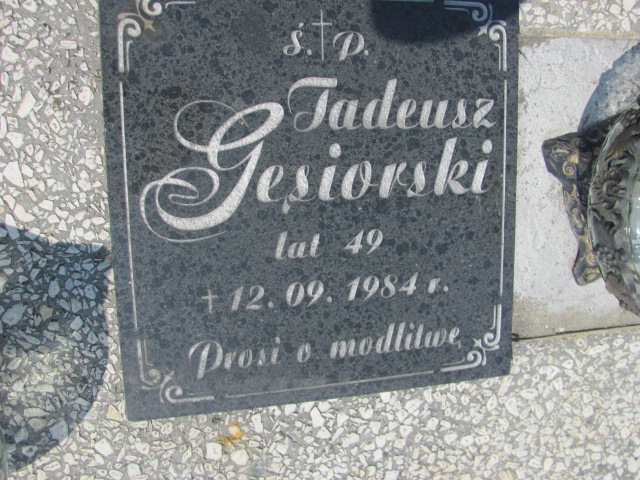 Ś. P.
Tadeusz
Gęsiorski
lat 49
† 12. 09. 1984 r.
Prosi o modlitwę